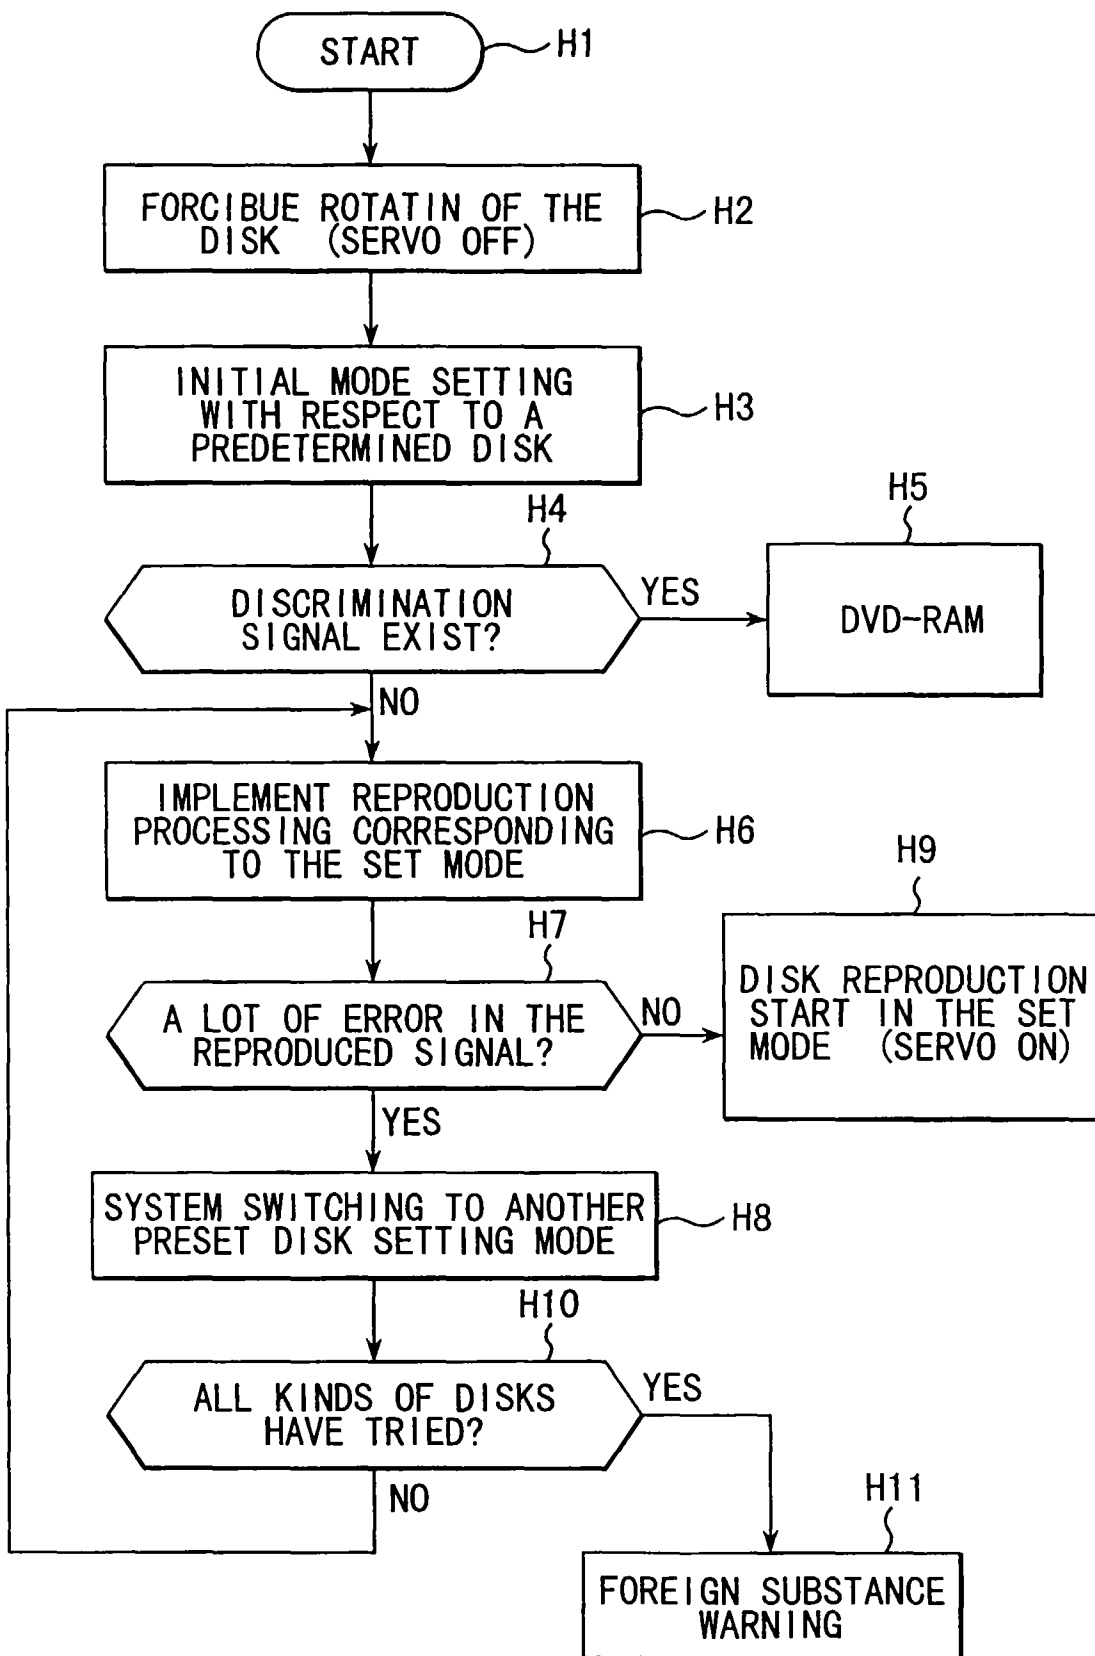 START
H1
FORCIBUE ROTATIN OF THE
DISK (SERVO OFF)
H2
INITIAL MODE SETTING
WITH RESPECT TO A
PREDETERMINED DISK
H3
H4
DISCRIMINATION
SIGNAL EXIST?
YES
H5
DVD-RAM
NO
IMPLEMENT REPRODUCTION
PROCESSING CORRESPONDING
TO THE SET MODE
H6
H7
A LOT OF ERROR IN THE
REPRODUCED SIGNAL?
NO
H9
DISK REPRODUCTION
START IN THE SET
MODE (SERVO ON)
YES
SYSTEM SWITCHING TO ANOTHER
PRESET DISK SETTING MODE
H8
H10
ALL KINDS OF DISKS
HAVE TRIED?
YES
NO
H11
FOREIGN SUBSTANCE
WARNING